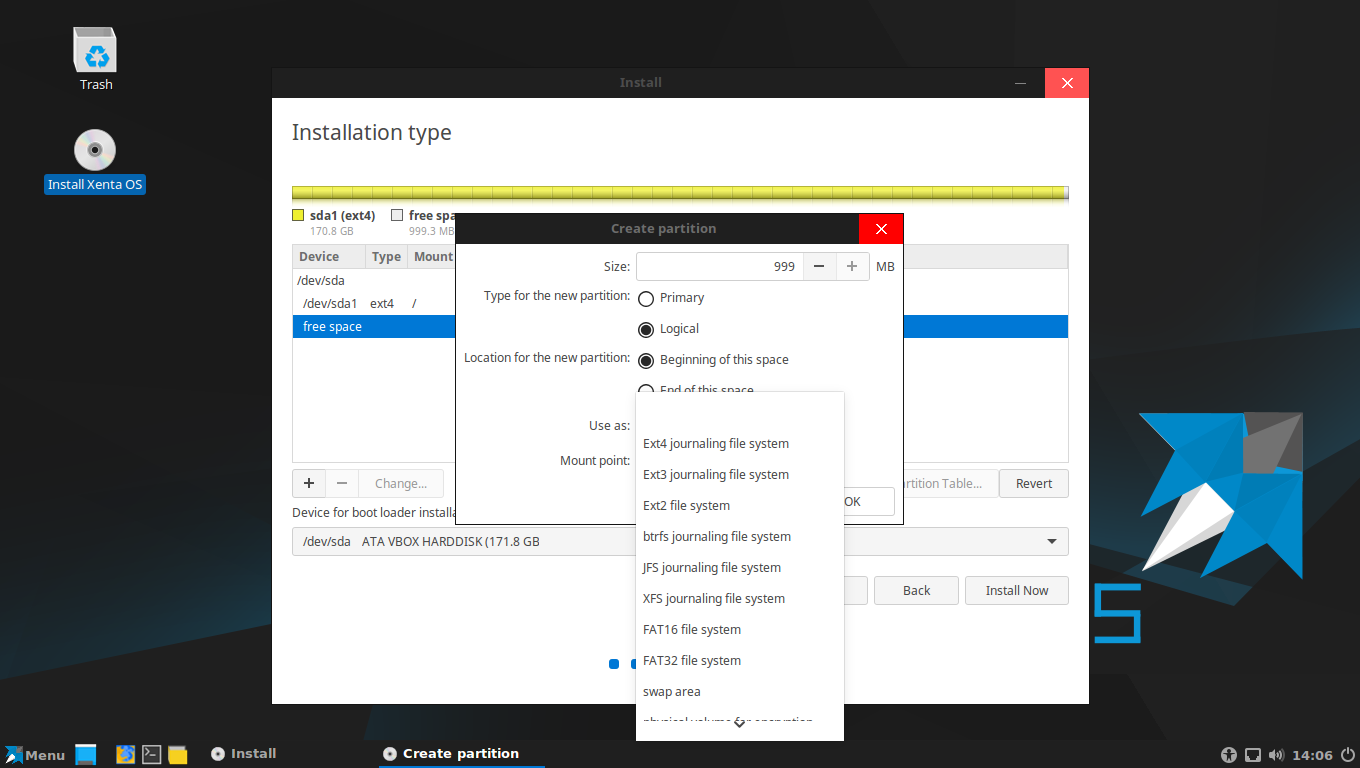 Trash
Install Xenta OS
Install
Installation type
sda1 (ext4)
170.8 GB
free spa
999.3 MB
Device Type Mount
/dev/sda
/dev/sda1 ext4 /
free space
Change...
rtition Table...
Revert
Device for boot loader installa
/dev/sda ATA VBOX HARDDISK (171.8 GB
Back
Install Now
Create partition
Size: 999 MB
Type for the new partition: Primary
Logical
Location for the new partition: Beginning of this space
End of this space
Use as:
Mount point:
OK
Ext4 journaling file system
Ext3 journaling file system
Ext2 file system
btrfs journaling file system
JFS journaling file system
XFS journaling file system
FAT16 file system
FAT32 file system
swap area
physical volume for encryption
S
Menu
Install
Create partition
14:06